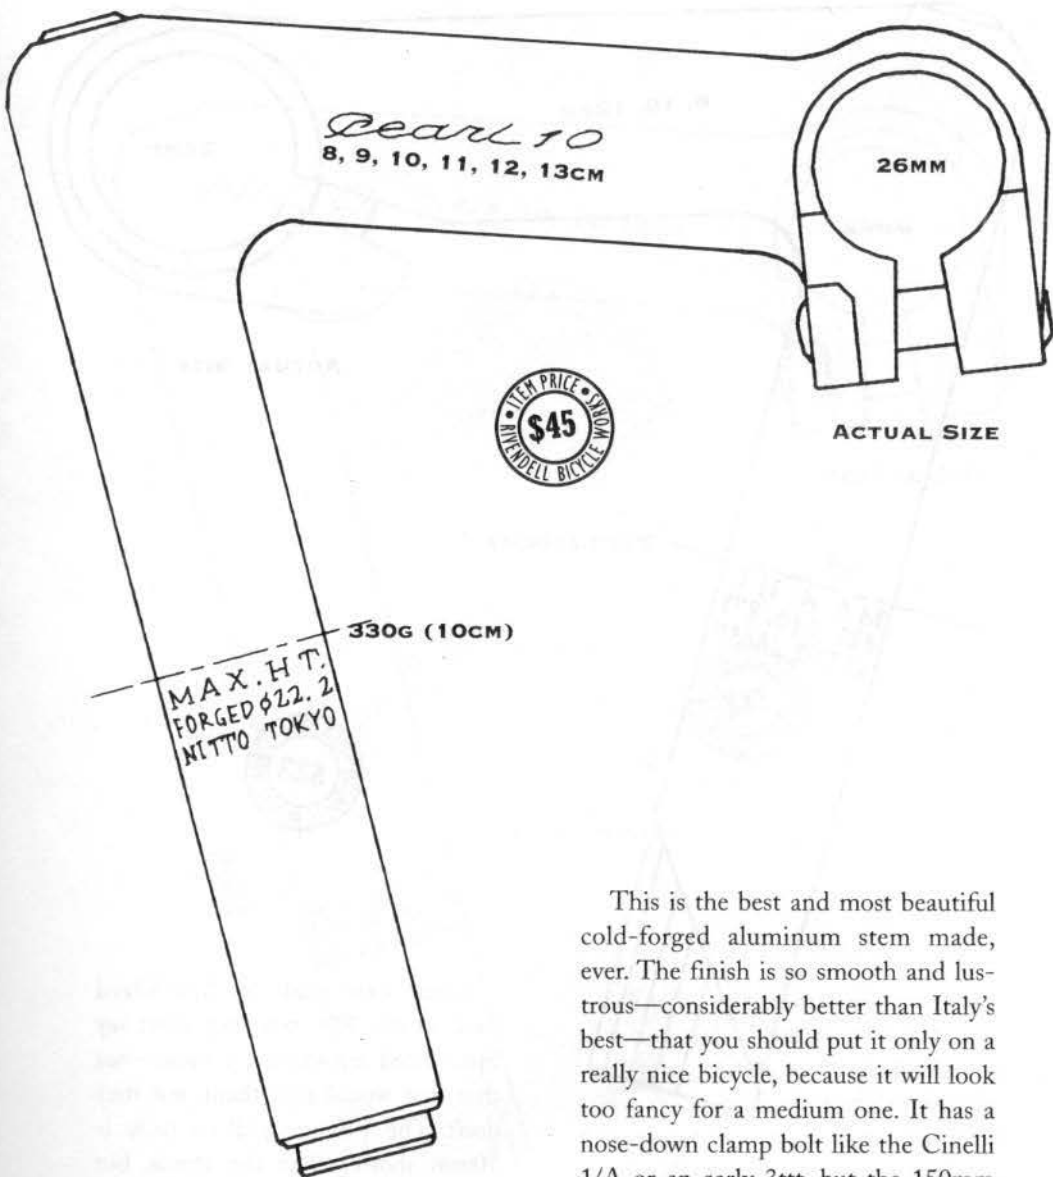 Pearl 10
8, 9, 10, 11, 12, 13CM
26MM
ACTUAL SIZE
• ITEM PRICE •
$45
RIVENDELL BICYCLE WORKS
330G (10CM)
MAX. HT.
FORGED ϕ22.2
NITTO TOKYO
This is the best and most beautiful
cold-forged aluminum stem made,
ever. The finish is so smooth and lus-
trous—considerably better than Italy's
best—that you should put it only on a
really nice bicycle, because it will look
too fancy for a medium one. It has a
nose-down clamp bolt like the Cinelli
1/A or an early 3ttt, but the 150mm